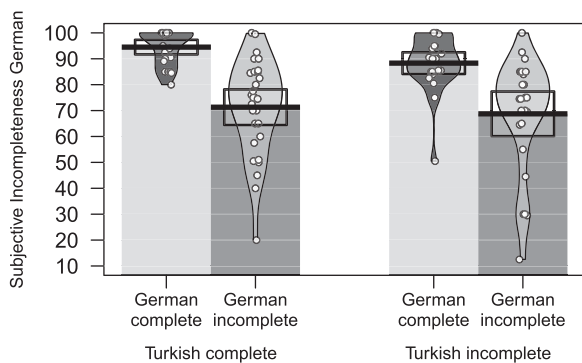 Subjective Incompleteness German
100
90
80
70
60
50
40
30
20
10
German complete
German incomplete
German complete
German incomplete
Turkish complete
Turkish incomplete